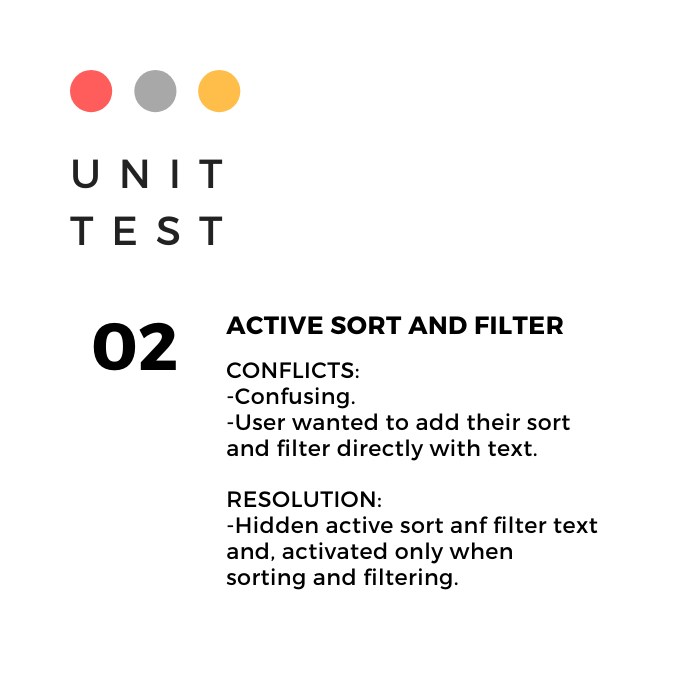 UNIT
TEST
02
ACTIVE SORT AND FILTER
CONFLICTS:
-Confusing.
-User wanted to add their sort
and filter directly with text.
RESOLUTION:
-Hidden active sort anf filter text
and, activated only when
sorting and filtering.